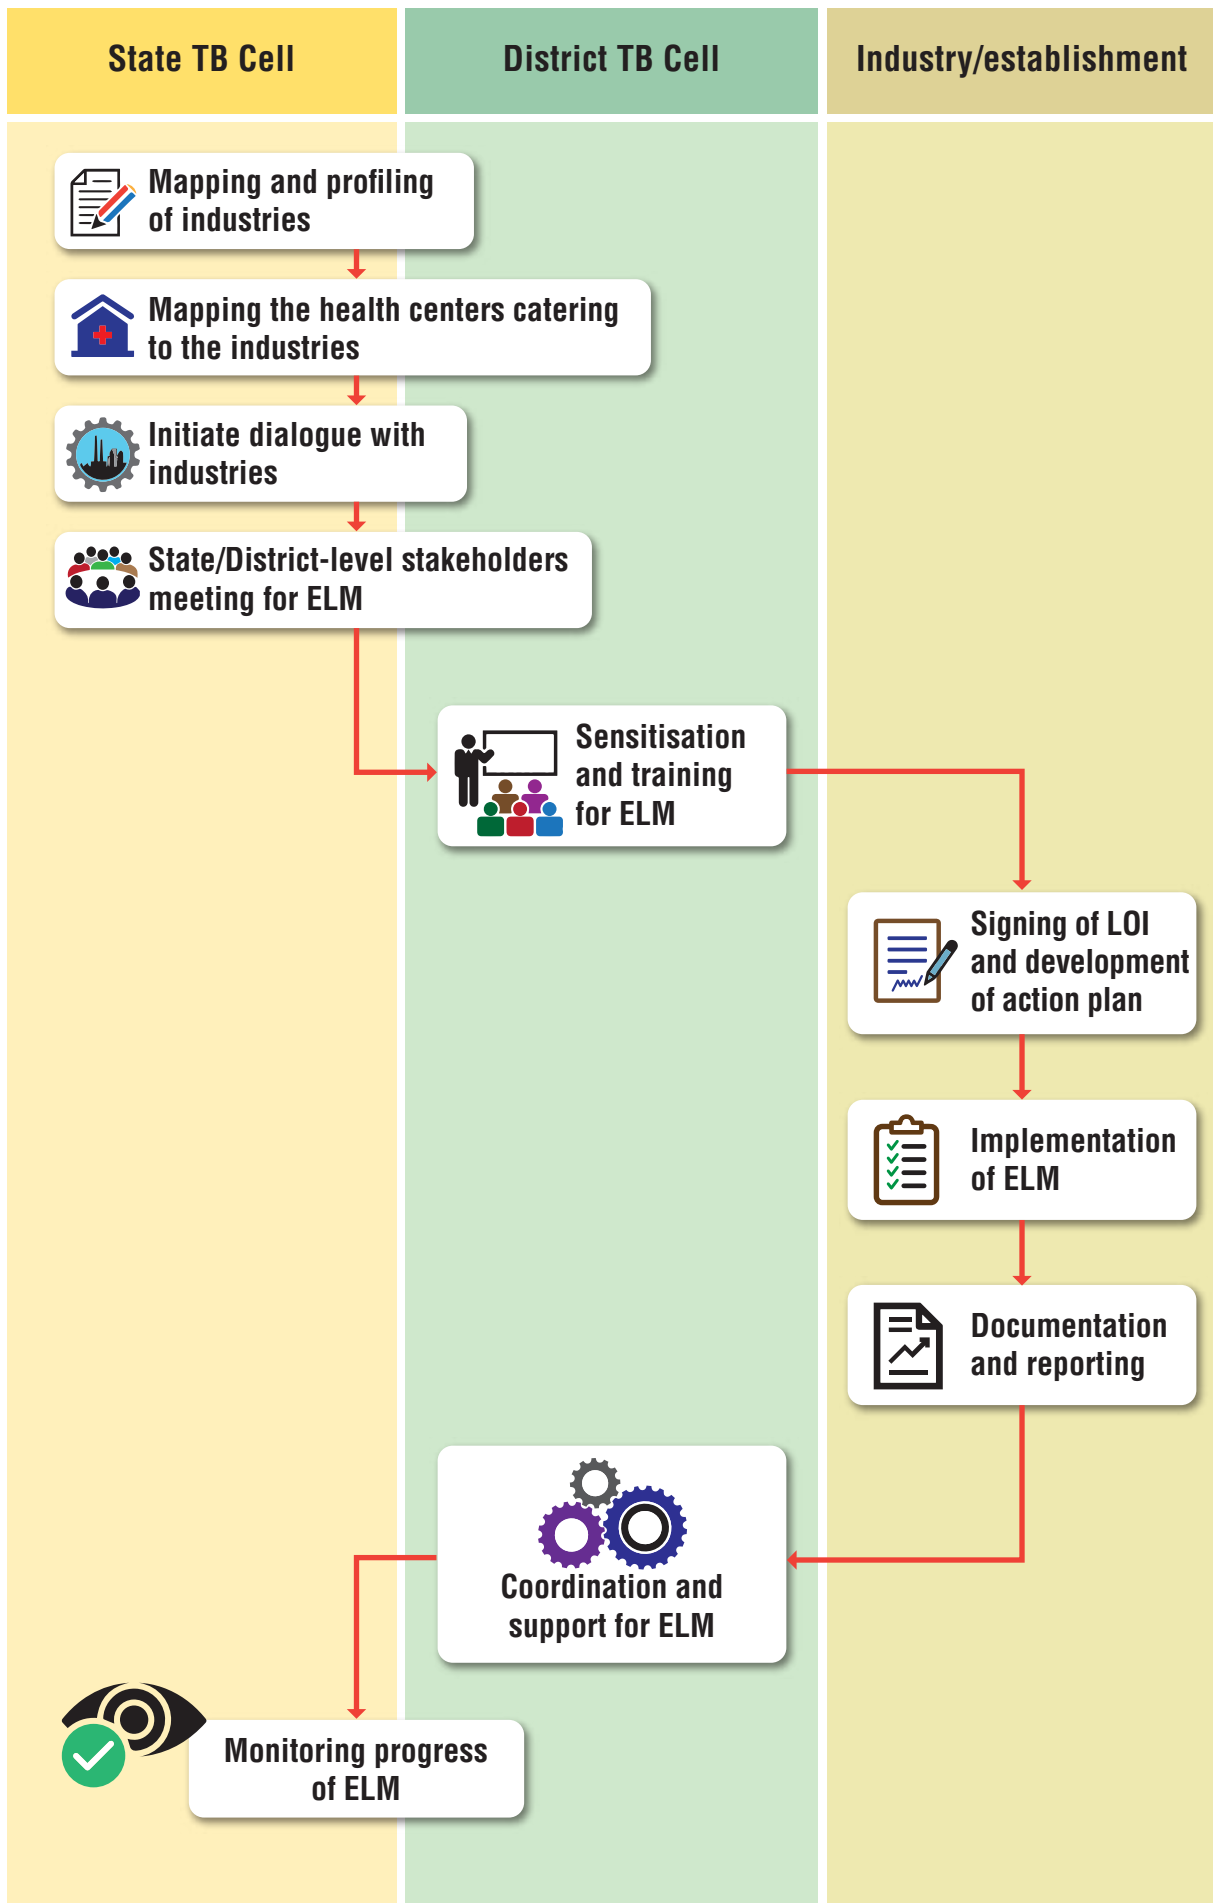 State TB Cell
District TB Cell
Industry/establishment
Mapping and profiling
of industries
Mapping the health centers catering
to the industries
Initiate dialogue with
industries
State/District-level stakeholders
meeting for ELM
Sensitisation
and training
for ELM
Signing of LOI
and development
of action plan
Implementation
of ELM
Documentation
and reporting
Coordination and
support for ELM
Monitoring progress
of ELM